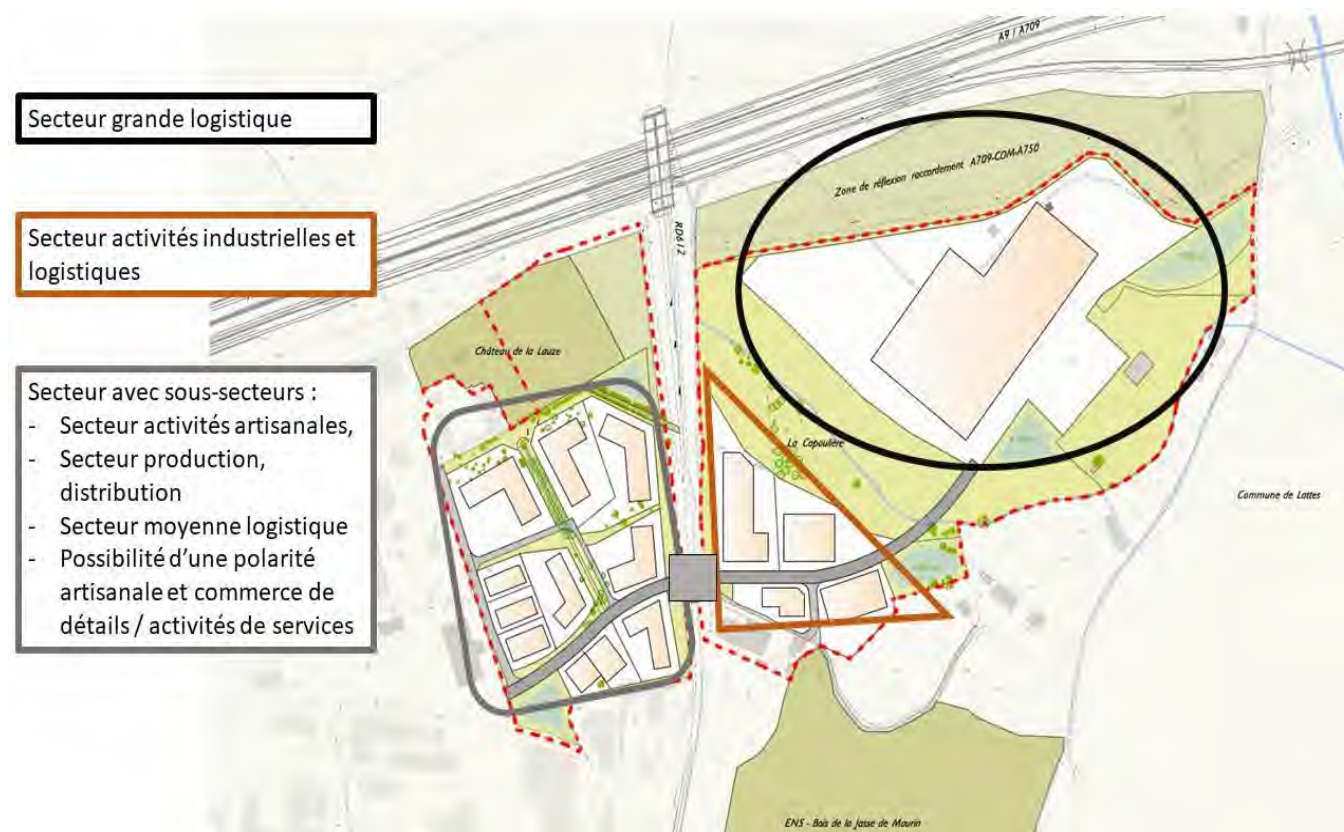 Secteur grande logistique
Secteur activités industrielles et
logistiques
Secteur avec sous-secteurs :
- Secteur activités artisanales,
- Secteur production,
distribution
- Secteur moyenne logistique
- Possibilité d’une polarité
artisanale et commerce de
détails / activités de services
A9 / A709
Zone de réflexion raccordement A709-COM-A750
RD612
Château de la Lauze
La Capoulière
Commune de Lattes
ENS - Bois de la Jasse de Maurin